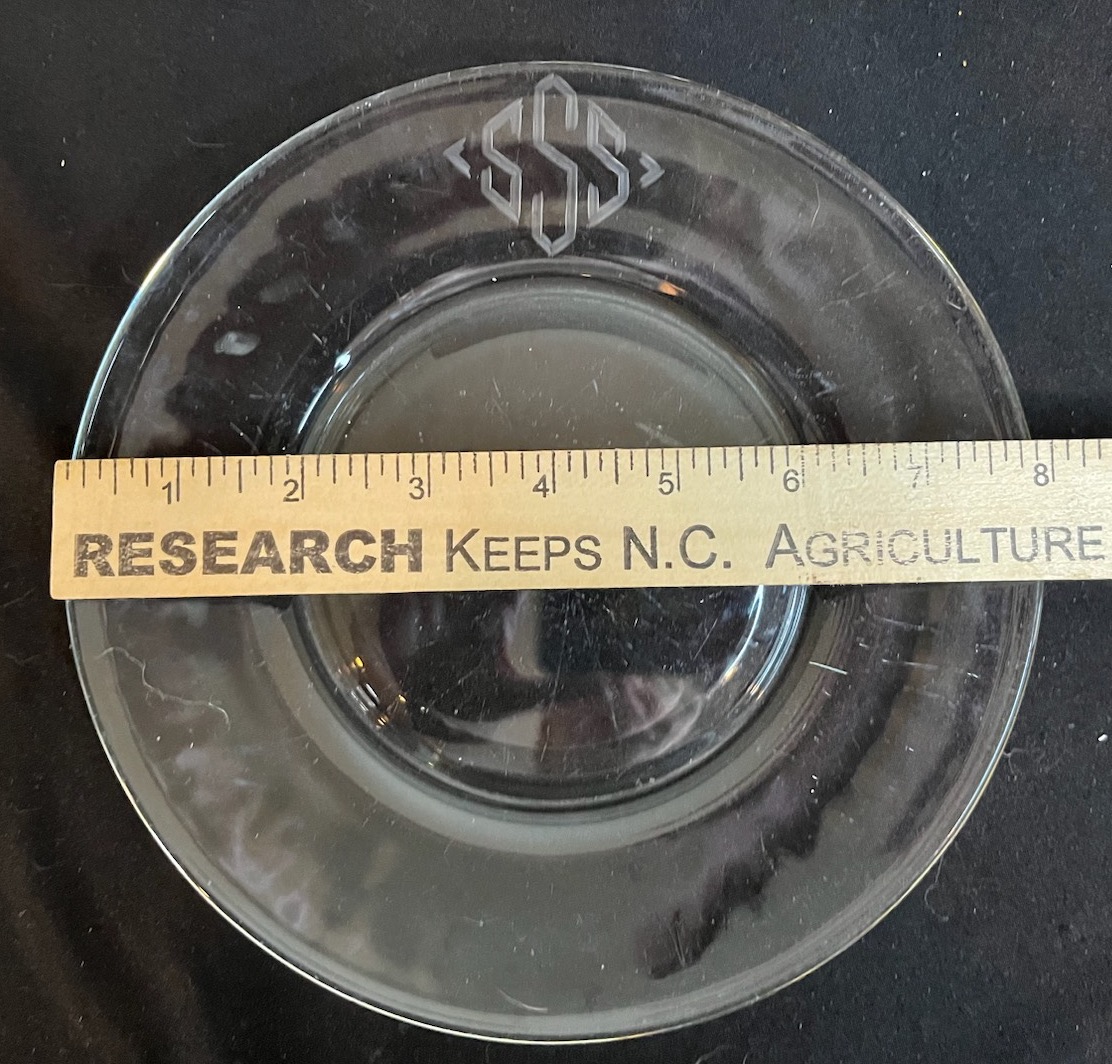 SSS
1 2 3 4 5 6 7 8
RESEARCH KEEPS N.C. AGRICULTURE